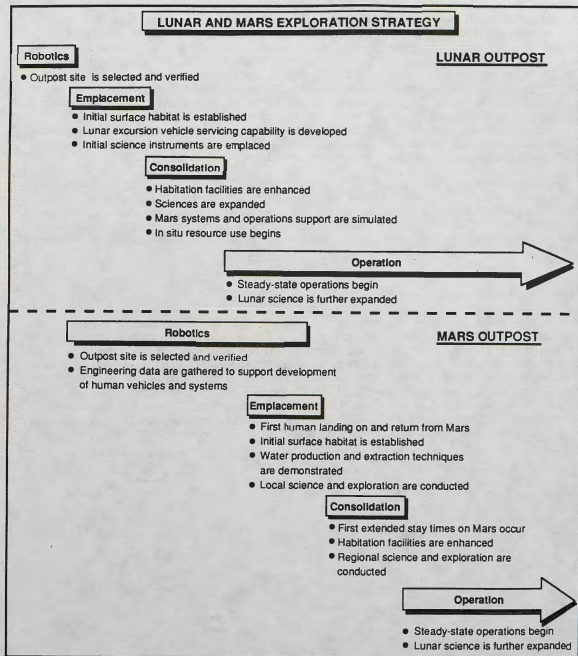 LUNAR AND MARS EXPLORATION STRATEGY
Robotics
LUNAR OUTPOST
• Outpost site is selected and verified
Emplacement
• Initial surface habitat is established
• Lunar excursion vehicle servicing capability is developed
• Initial science instruments are emplaced
Consolidation
• Habitation facilities are enhanced
• Sciences are expanded
• Mars systems and operations support are simulated
• In situ resource use begins
Operation
• Steady-state operations begin
• Lunar science is further expanded
Robotics
MARS OUTPOST
• Outpost site is selected and verified
• Engineering data are gathered to support development
of human vehicles and systems
Emplacement
• First human landing on and return from Mars
• Initial surface habitat is established
• Water production and extraction techniques
are demonstrated
• Local science and exploration are conducted
Consolidation
• First extended stay times on Mars occur
• Habitation facilities are enhanced
• Regional science and exploration are
conducted
Operation
• Steady-state operations begin
• Lunar science is further expanded